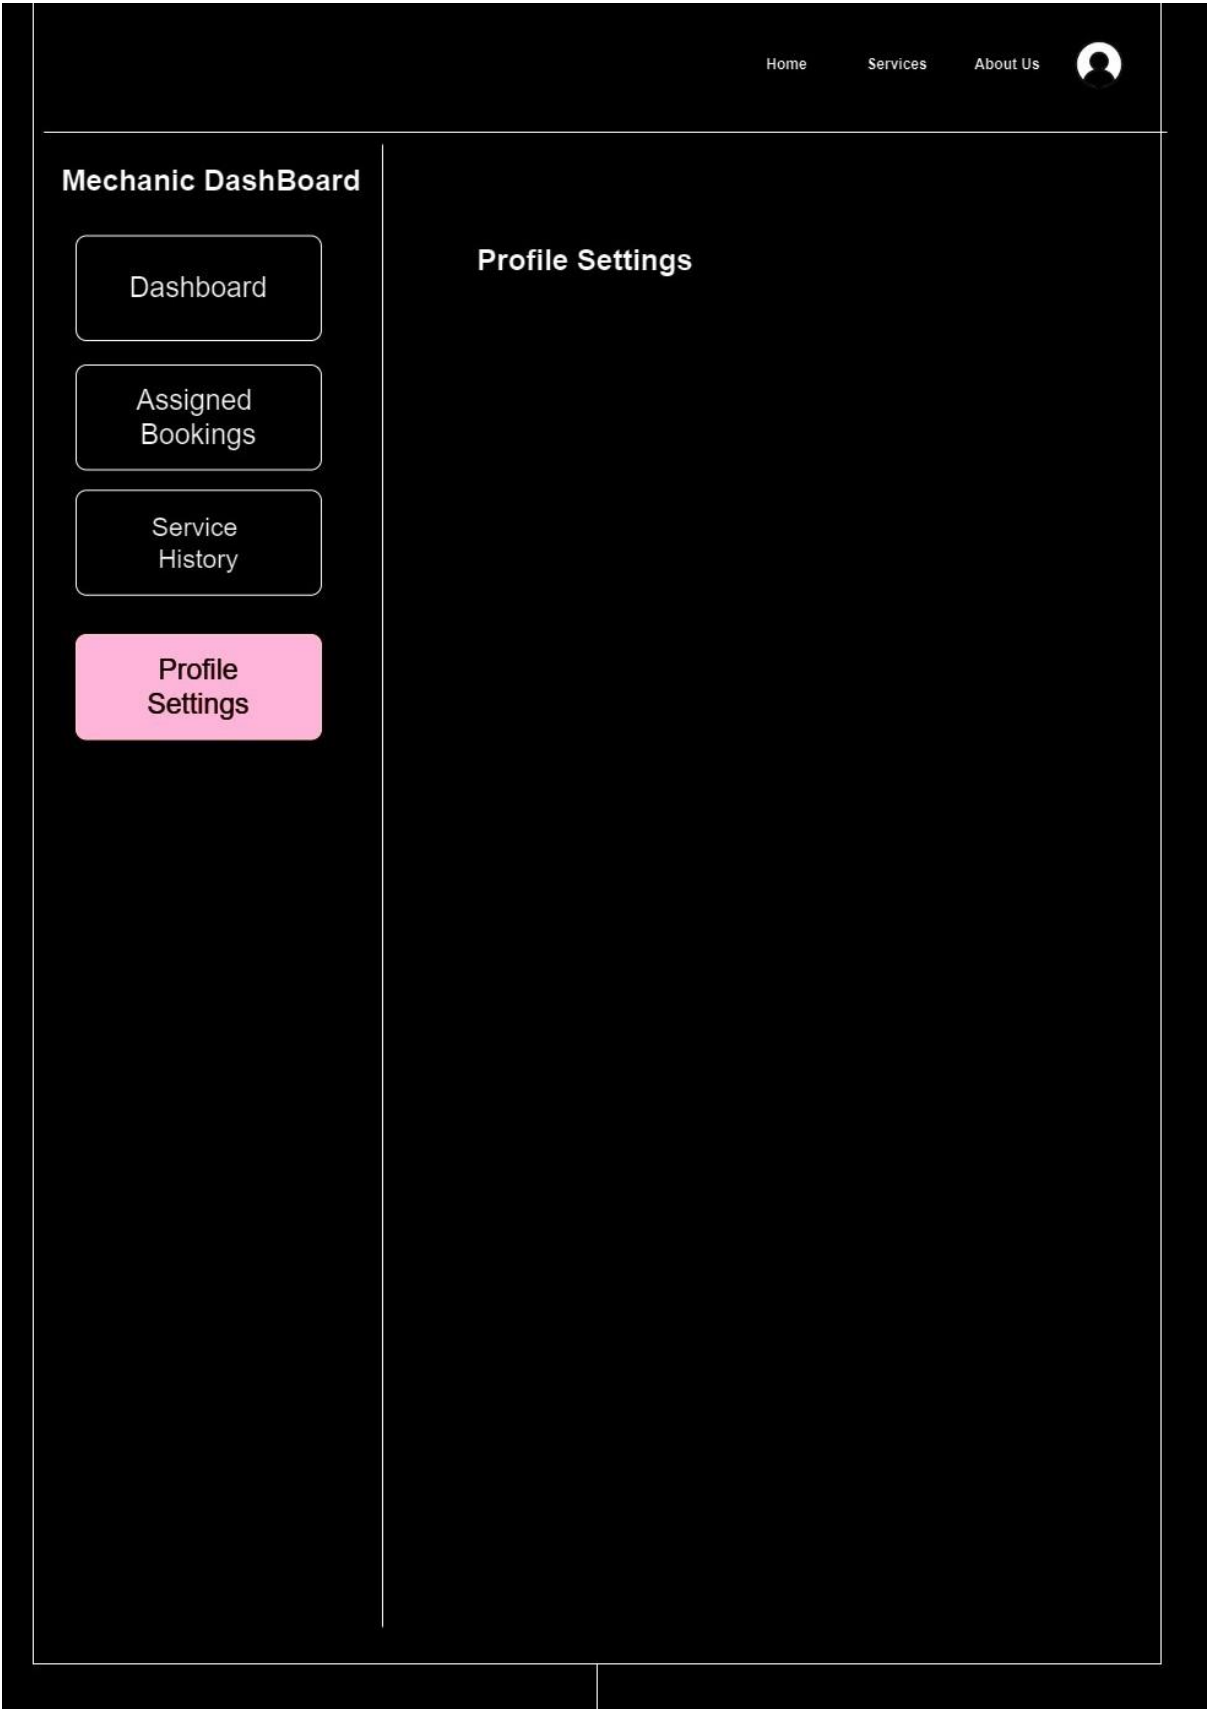 Home Services About Us
Mechanic DashBoard
Dashboard
Assigned
Bookings
Service
History
Profile
Settings
Profile Settings